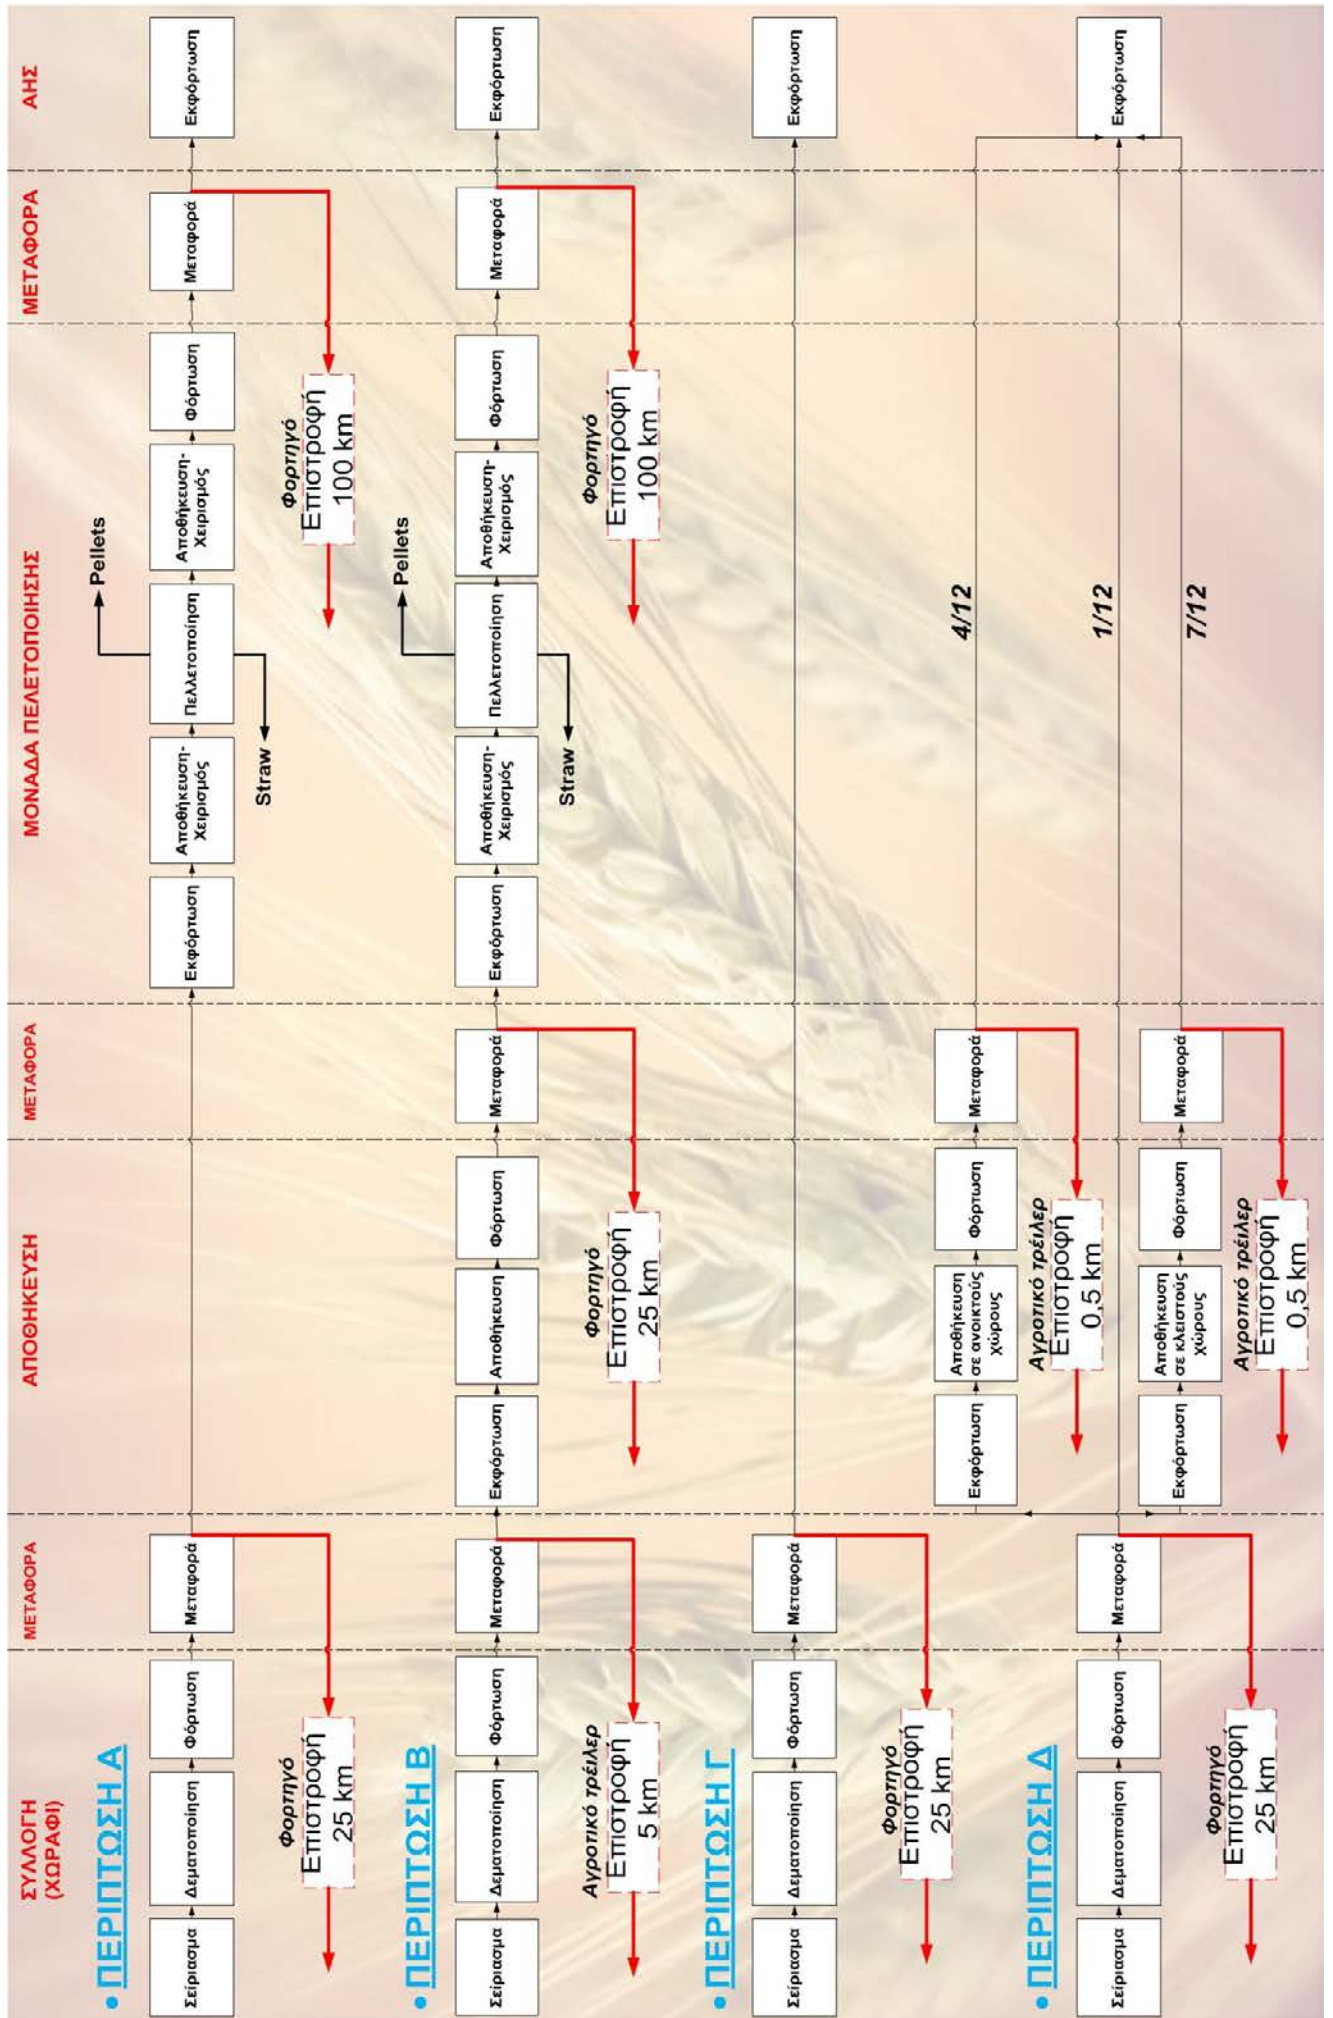 ΣΥΛΛΟΓΗ
(ΧΩΡΑΦΙ)
ΜΕΤΑΦΟΡΑ
ΑΠΟΘΗΚΕΥΣΗ
ΜΕΤΑΦΟΡΑ
ΜΟΝΑΔΑ ΠΕΛΕΤΟΠΟΙΗΣΗΣ
ΜΕΤΑΦΟΡΑ
ΑΗΣ
• ΠΕΡΙΠΤΩΣΗ Α
Pellets
Σείριασμα
Δεματοποίηση
Φόρτωση
Μεταφορά
Εκφόρτωση
Αποθήκευση-
Χειρισμός
Πελλετοποίηση
Αποθήκευση-
Χειρισμός
Φόρτωση
Μεταφορά
Εκφόρτωση
Straw
Φορτηγό
Επιστροφή
25 km
Φορτηγό
Επιστροφή
100 km
• ΠΕΡΙΠΤΩΣΗ Β
Pellets
Σείριασμα
Δεματοποίηση
Φόρτωση
Μεταφορά
Εκφόρτωση
Αποθήκευση
Φόρτωση
Μεταφορά
Εκφόρτωση
Αποθήκευση-
Χειρισμός
Πελλετοποίηση
Αποθήκευση-
Χειρισμός
Φόρτωση
Μεταφορά
Εκφόρτωση
Straw
Αγροτικό τρέιλερ
Επιστροφή
5 km
Φορτηγό
Επιστροφή
25 km
Φορτηγό
Επιστροφή
100 km
• ΠΕΡΙΠΤΩΣΗ Γ
Σείριασμα
Δεματοποίηση
Φόρτωση
Μεταφορά
Εκφόρτωση
Φορτηγό
Επιστροφή
25 km
• ΠΕΡΙΠΤΩΣΗ Δ
Εκφόρτωση
Αποθήκευση
σε ανοικτούς
χώρους
Φόρτωση
Μεταφορά
4/12
Αγροτικό τρέιλερ
Επιστροφή
0,5 km
Σείριασμα
Δεματοποίηση
Φόρτωση
Μεταφορά
1/12
Εκφόρτωση
Εκφόρτωση
Αποθήκευση
σε κλειστούς
χώρους
Φόρτωση
Μεταφορά
7/12
Φορτηγό
Επιστροφή
25 km
Αγροτικό τρέιλερ
Επιστροφή
0,5 km